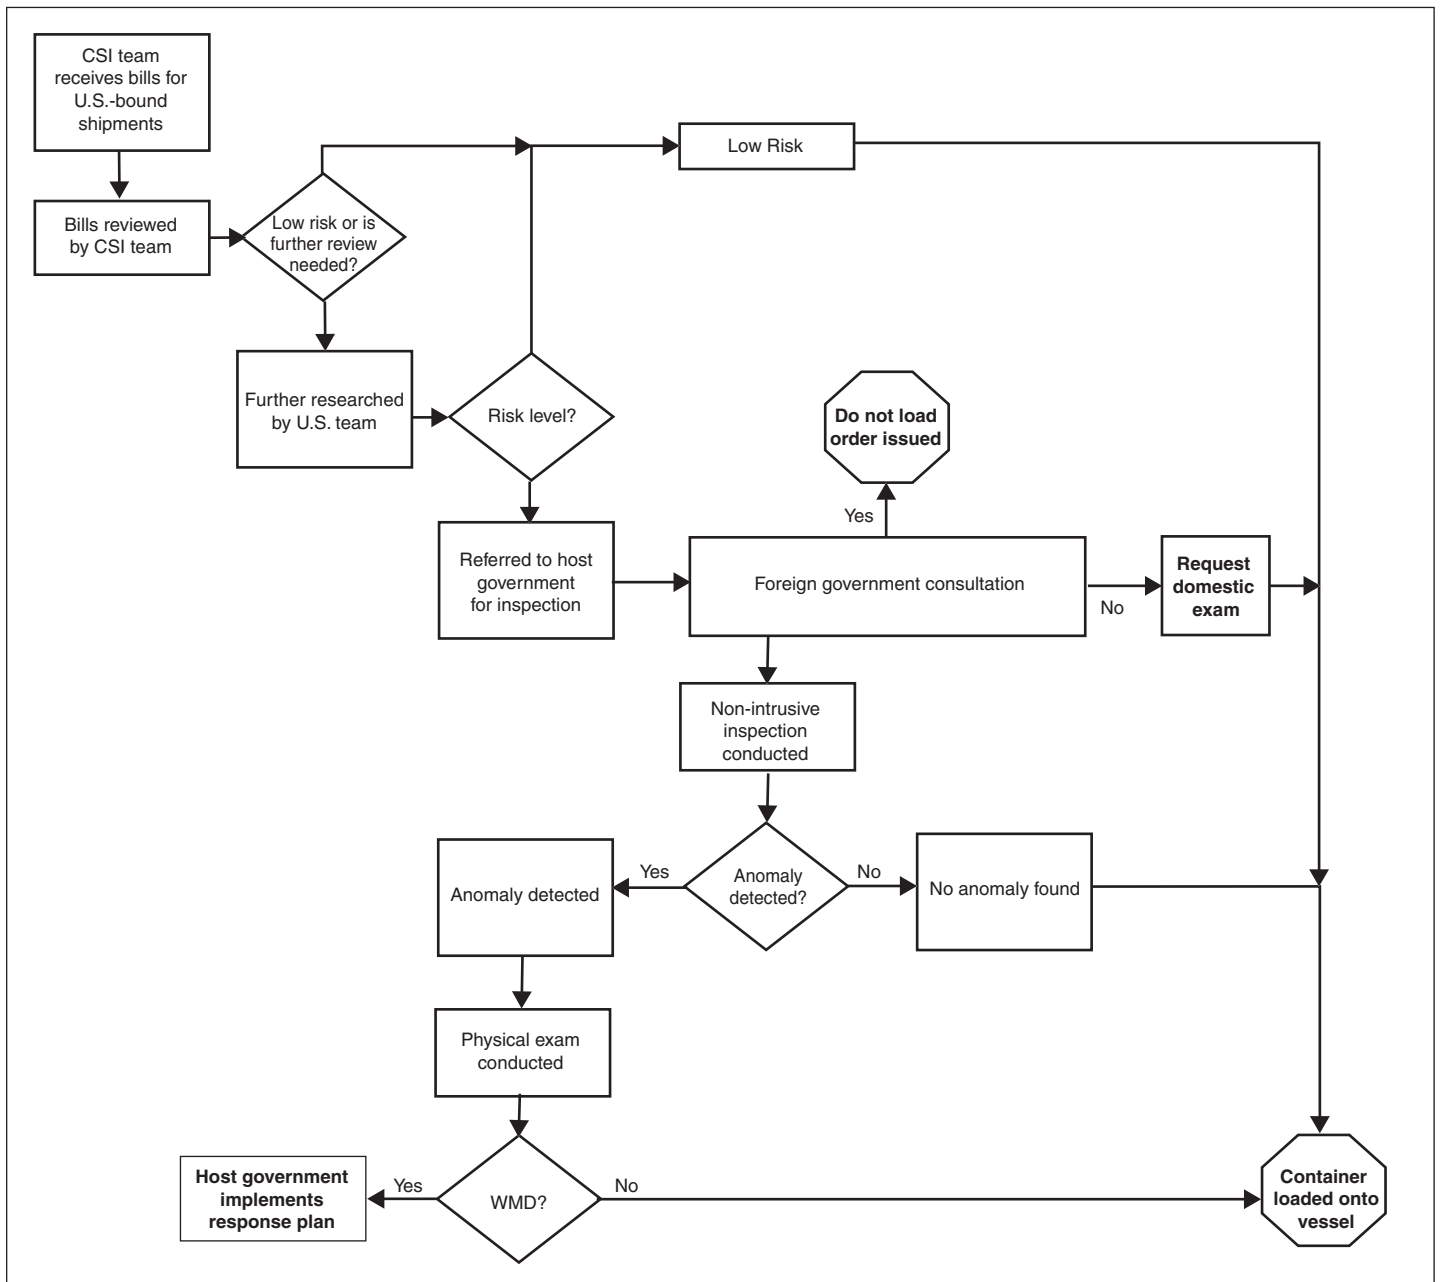 CSI team
receives bills for
U.S.-bound
shipments
Low Risk
Bills reviewed
by CSI team
Low risk or is
further review
needed?
Further researched
by U.S. team
Risk level?
Do not load
order issued
Yes
Referred to host
government
for inspection
Foreign government consultation
No
Request
domestic
exam
Non-intrusive
inspection
conducted
Anomaly detected
Yes
Anomaly
detected?
No
No anomaly found
Physical exam
conducted
Host government
implements
response plan
Yes
WMD?
No
Container
loaded onto
vessel